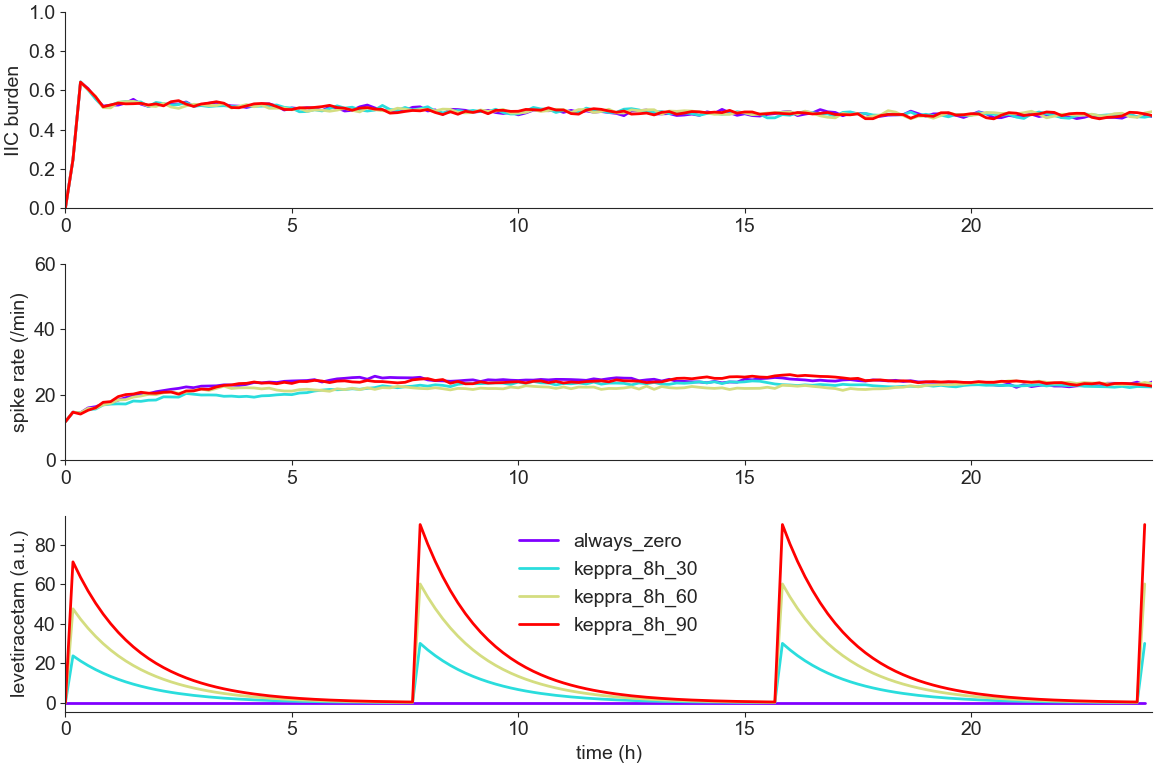 1.0
0.8
0.6
0.4
0.2
0.0
IIC burden
0 5 10 15 20
60
40
20
0
spike rate (/min)
0 5 10 15 20
80
60
40
20
0
levetiracetam (a.u.)
always_zero
keppra_8h_30
keppra_8h_60
keppra_8h_90
0 5 10 15 20
time (h)